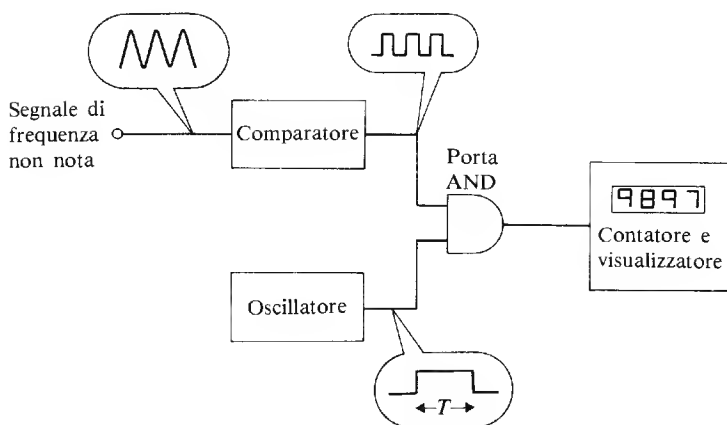 Segnale di
frequenza
non nota
Comparatore
Porta
AND
9897
Contatore e
visualizzatore
Oscillatore
T